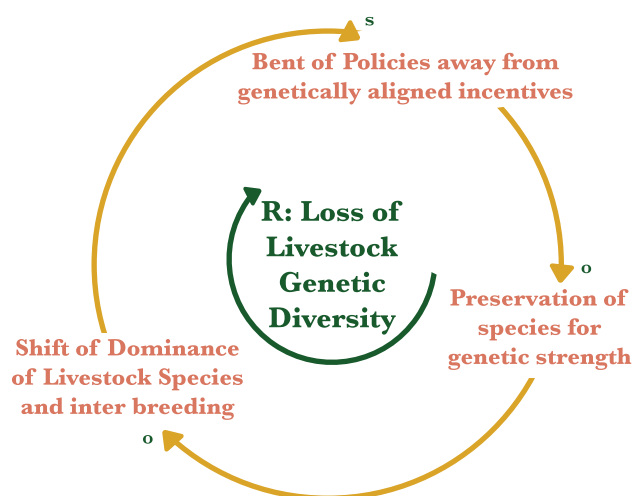 s
Bent of Policies away from
genetically aligned incentives
R: Loss of
Livestock
Genetic
Diversity
o
Preservation of
species for
genetic strength
Shift of Dominance
of Livestock Species
and inter breeding
o